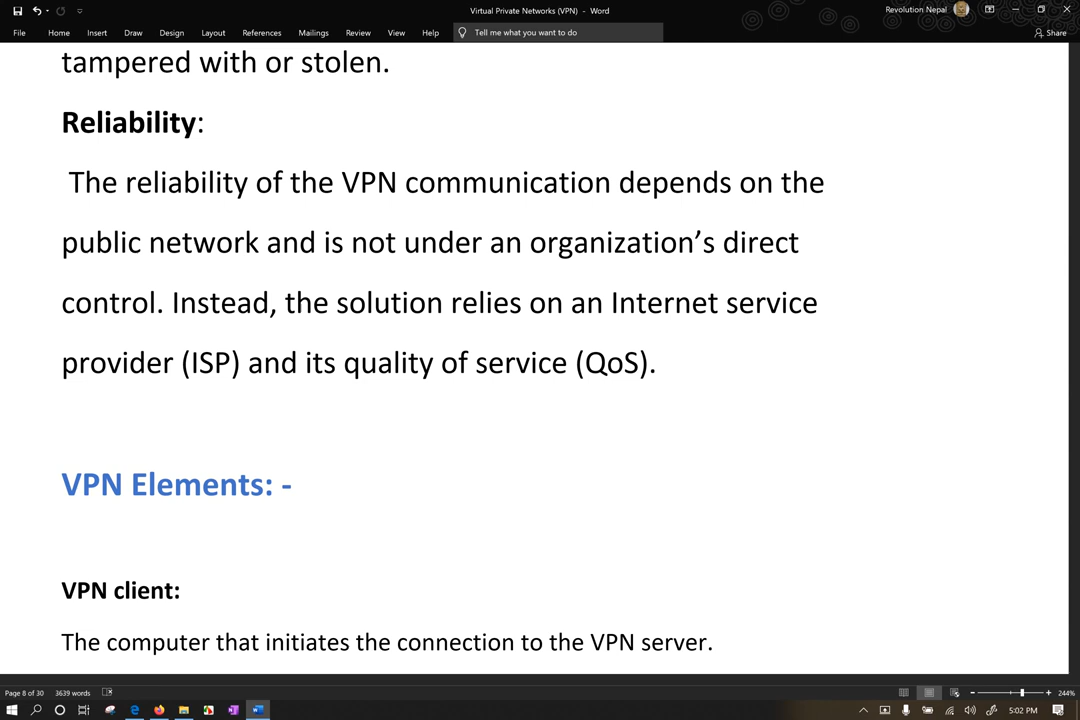 Virtual Private Networks (VPN) - Word
Revolution Nepal
File Home Insert Draw Design Layout References Mailings Review View Help Tell me what you want to do Share
tampered with or stolen.
Reliability:
The reliability of the VPN communication depends on the
public network and is not under an organization’s direct
control. Instead, the solution relies on an Internet service
provider (ISP) and its quality of service (QoS).
VPN Elements: -
VPN client:
The computer that initiates the connection to the VPN server.
Page 8 of 30 3639 words 244%
5:02 PM